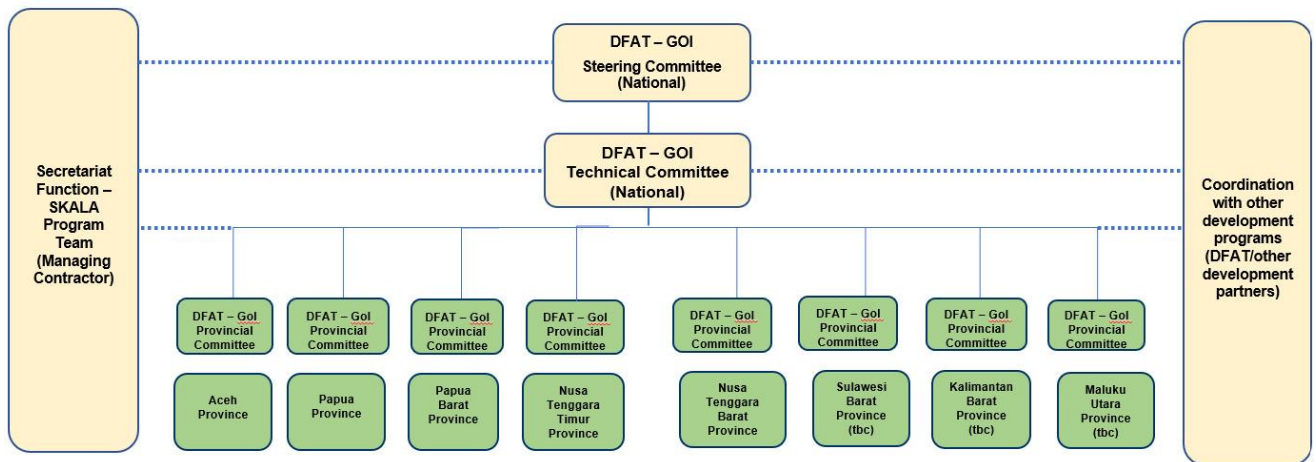 Secretariat
Function –
SKALA
Program
Team
(Managing
Contractor)
DFAT – GOI
Steering Committee
(National)
DFAT – GOI
Technical Committee
(National)
Coordination
with other
development
programs
(DFAT/other
development
partners)
DFAT – GoI
Provincial
Committee
DFAT – GoI
Provincial
Committee
DFAT – GoI
Provincial
Committee
DFAT – GoI
Provincial
Committee
DFAT – GoI
Provincial
Committee
DFAT – GoI
Provincial
Committee
DFAT – GoI
Provincial
Committee
DFAT – GoI
Provincial
Committee
Aceh
Province
Papua
Province
Papua
Barat
Province
Nusa
Tenggara
Timur
Province
Nusa
Tenggara
Barat
Province
Sulawesi
Barat
Province
(tbc)
Kalimantan
Barat
Province
(tbc)
Maluku
Utara
Province
(tbc)